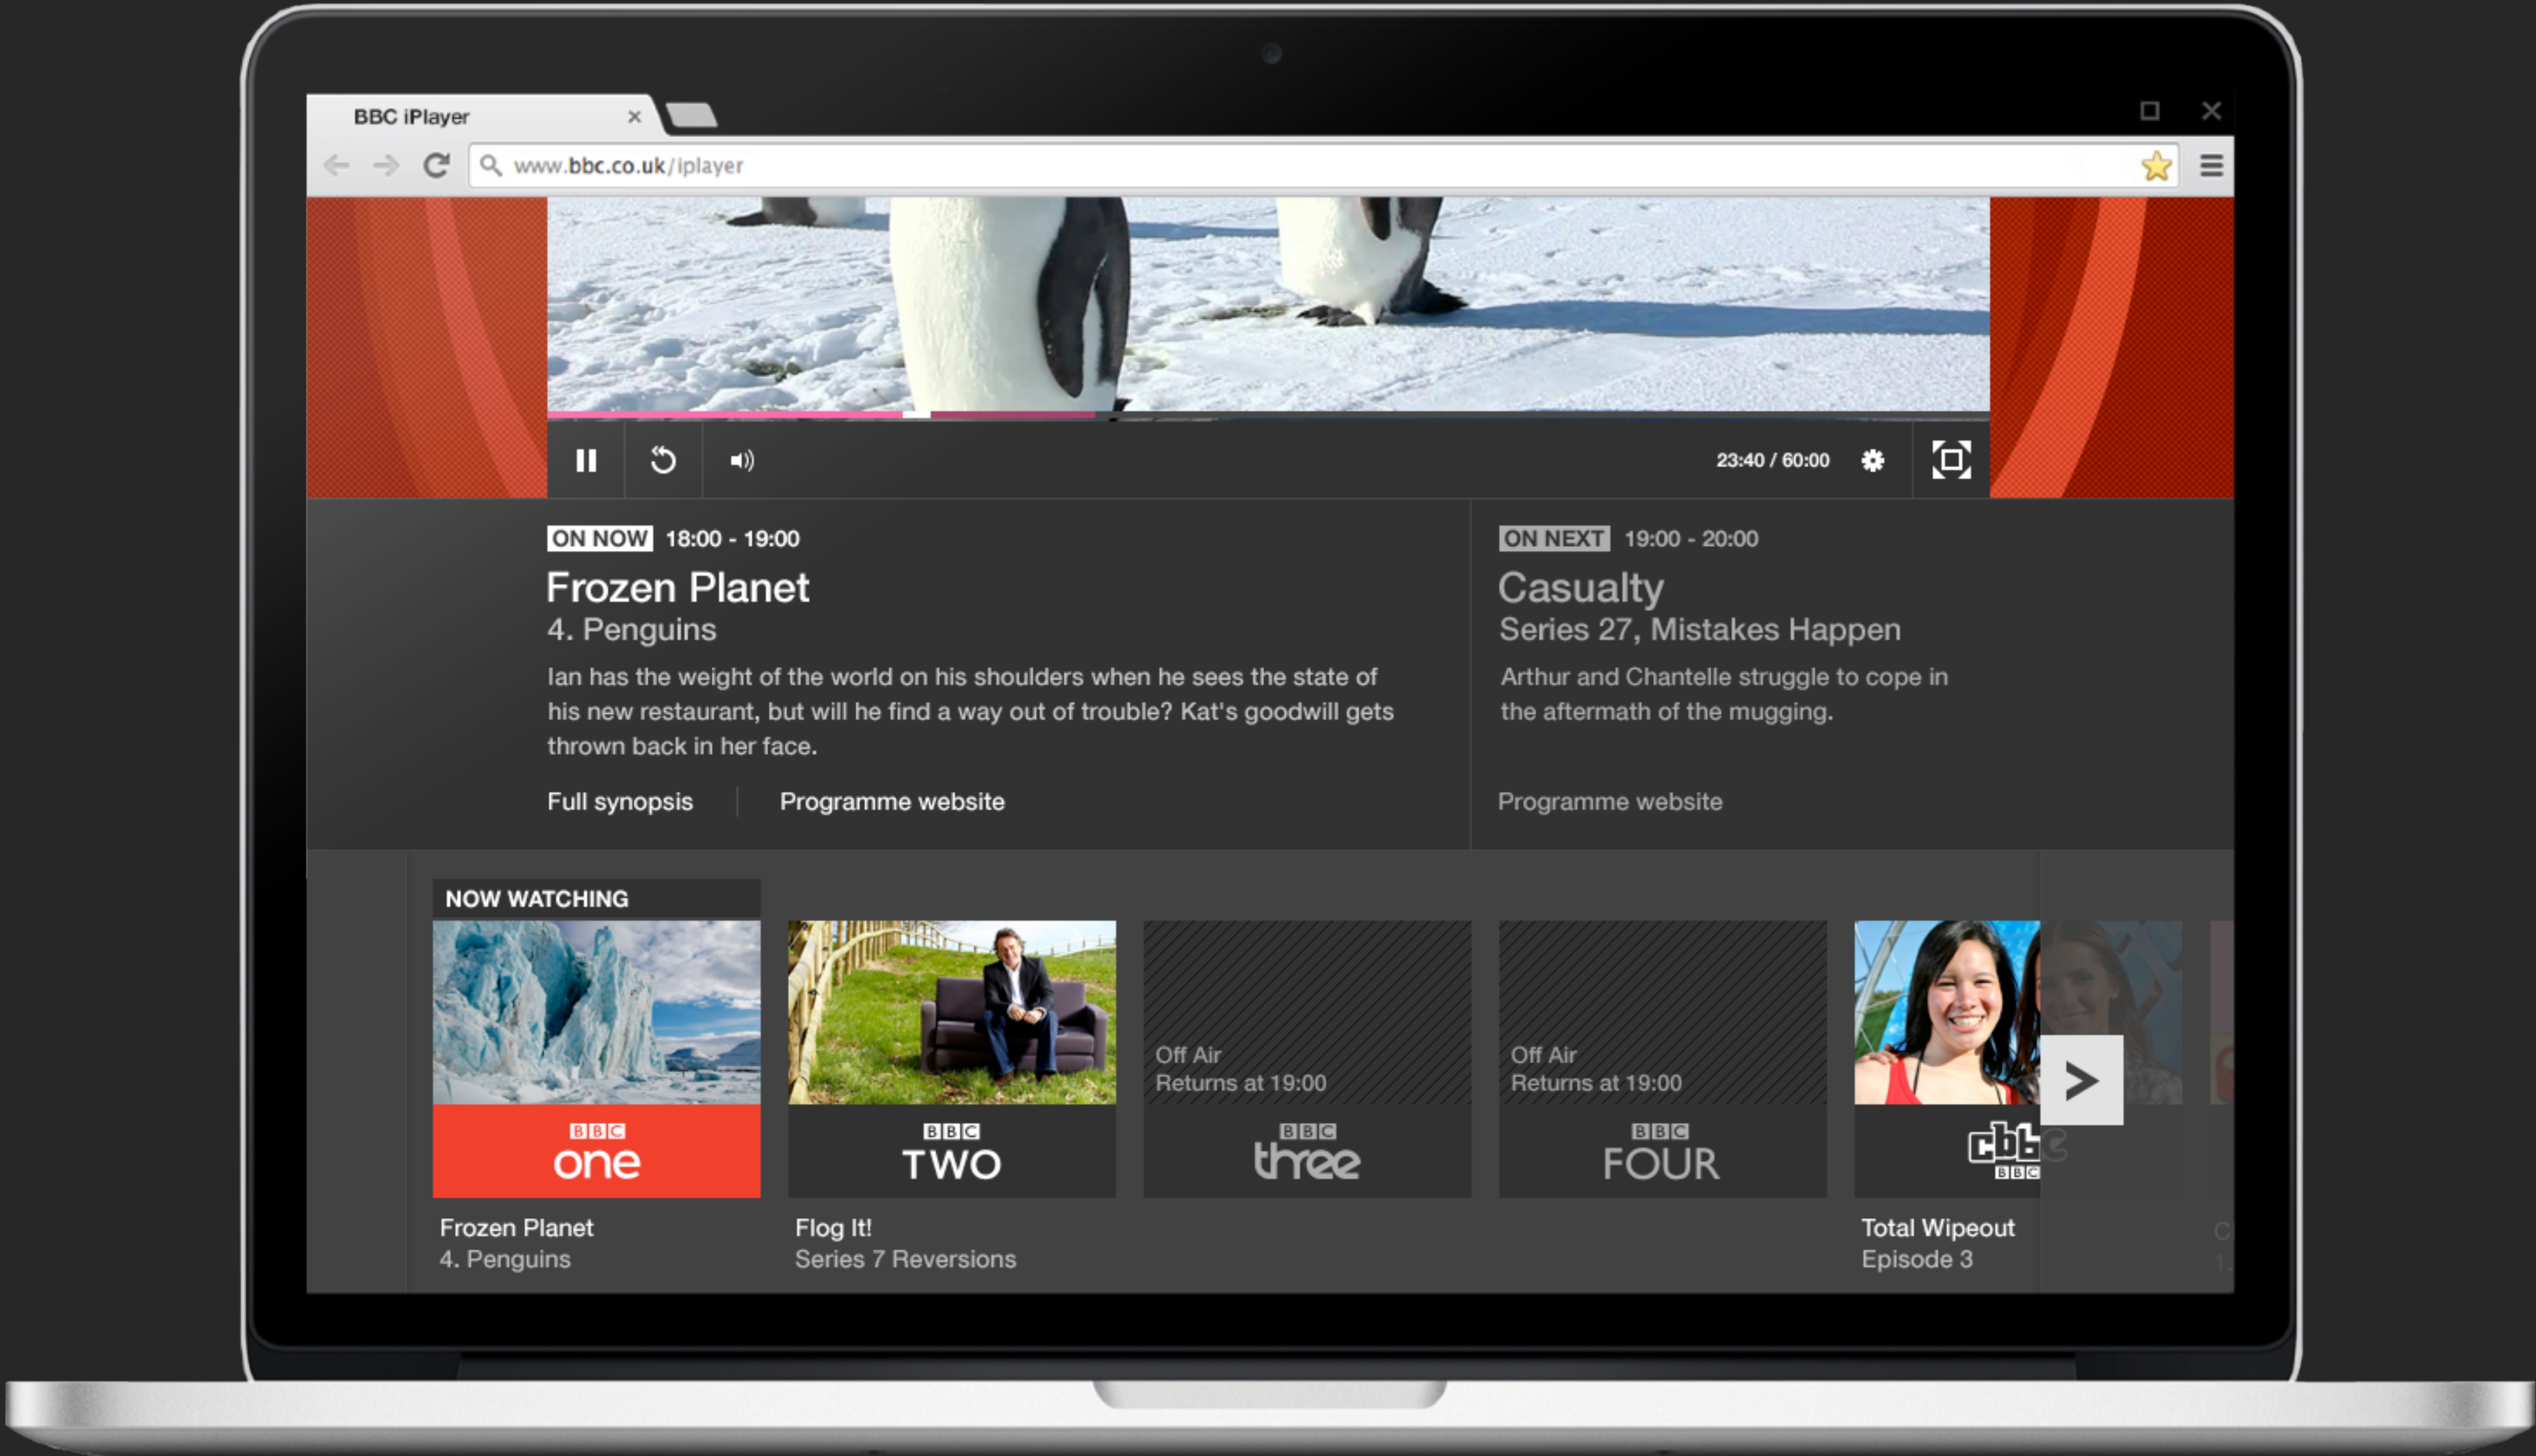 BBC iPlayer
www.bbc.co.uk/iplayer
23:40 / 60:00
ON NOW 18:00 - 19:00
Frozen Planet
4. Penguins
Ian has the weight of the world on his shoulders when he sees the state of
his new restaurant, but will he find a way out of trouble? Kat's goodwill gets
thrown back in her face.
Full synopsis
Programme website
ON NEXT 19:00 - 20:00
Casualty
Series 27, Mistakes Happen
Arthur and Chantelle struggle to cope in
the aftermath of the mugging.
Programme website
NOW WATCHING
BBC
one
Frozen Planet
4. Penguins
BBC
TWO
Flog It!
Series 7 Reversions
Off Air
Returns at 19:00
BBC
three
Off Air
Returns at 19:00
BBC
FOUR
cbbc
BBC
Total Wipeout
Episode 3
C
1.